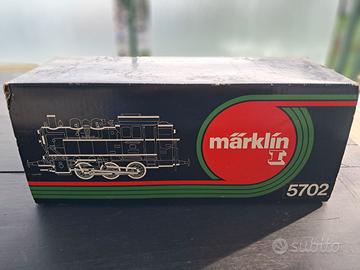 märklin
I
5702
subito